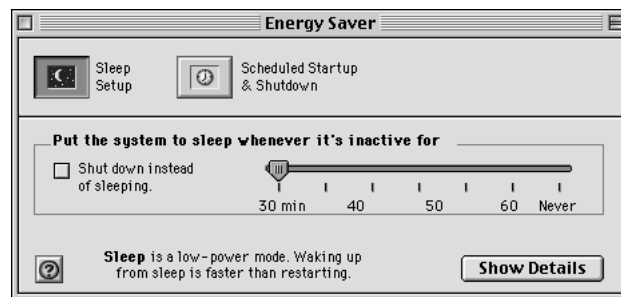 Energy Saver
Sleep
Setup
Scheduled Startup
& Shutdown
Put the system to sleep whenever it's inactive for
Shut down instead
of sleeping.
30 min 40 50 60 Never
Sleep is a low-power mode. Waking up
from sleep is faster than restarting.
?
Show Details